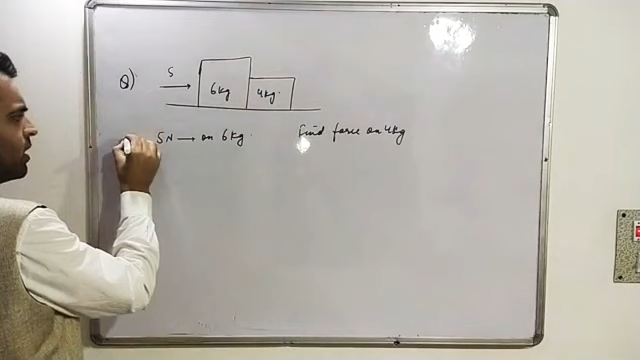 Q) 5 6kg 4kg.
5N → on 6kg. Find force on 4kg